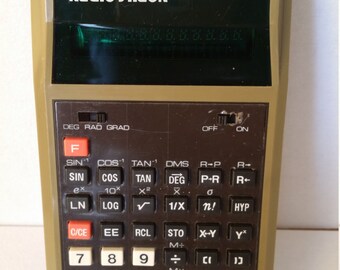 DEG RAD GRAD OFF ON
F
SIN⁻¹ COS⁻¹ TAN⁻¹ DMS R→P R→
SIN COS TAN DEG P-R R←
eˣ 10ˣ X² x̅ σ
LN LOG √‾ 1/X n! HYP
C/CE EE RCL STO X–Y Yˣ
M+
7 8 9 ÷ [( )]